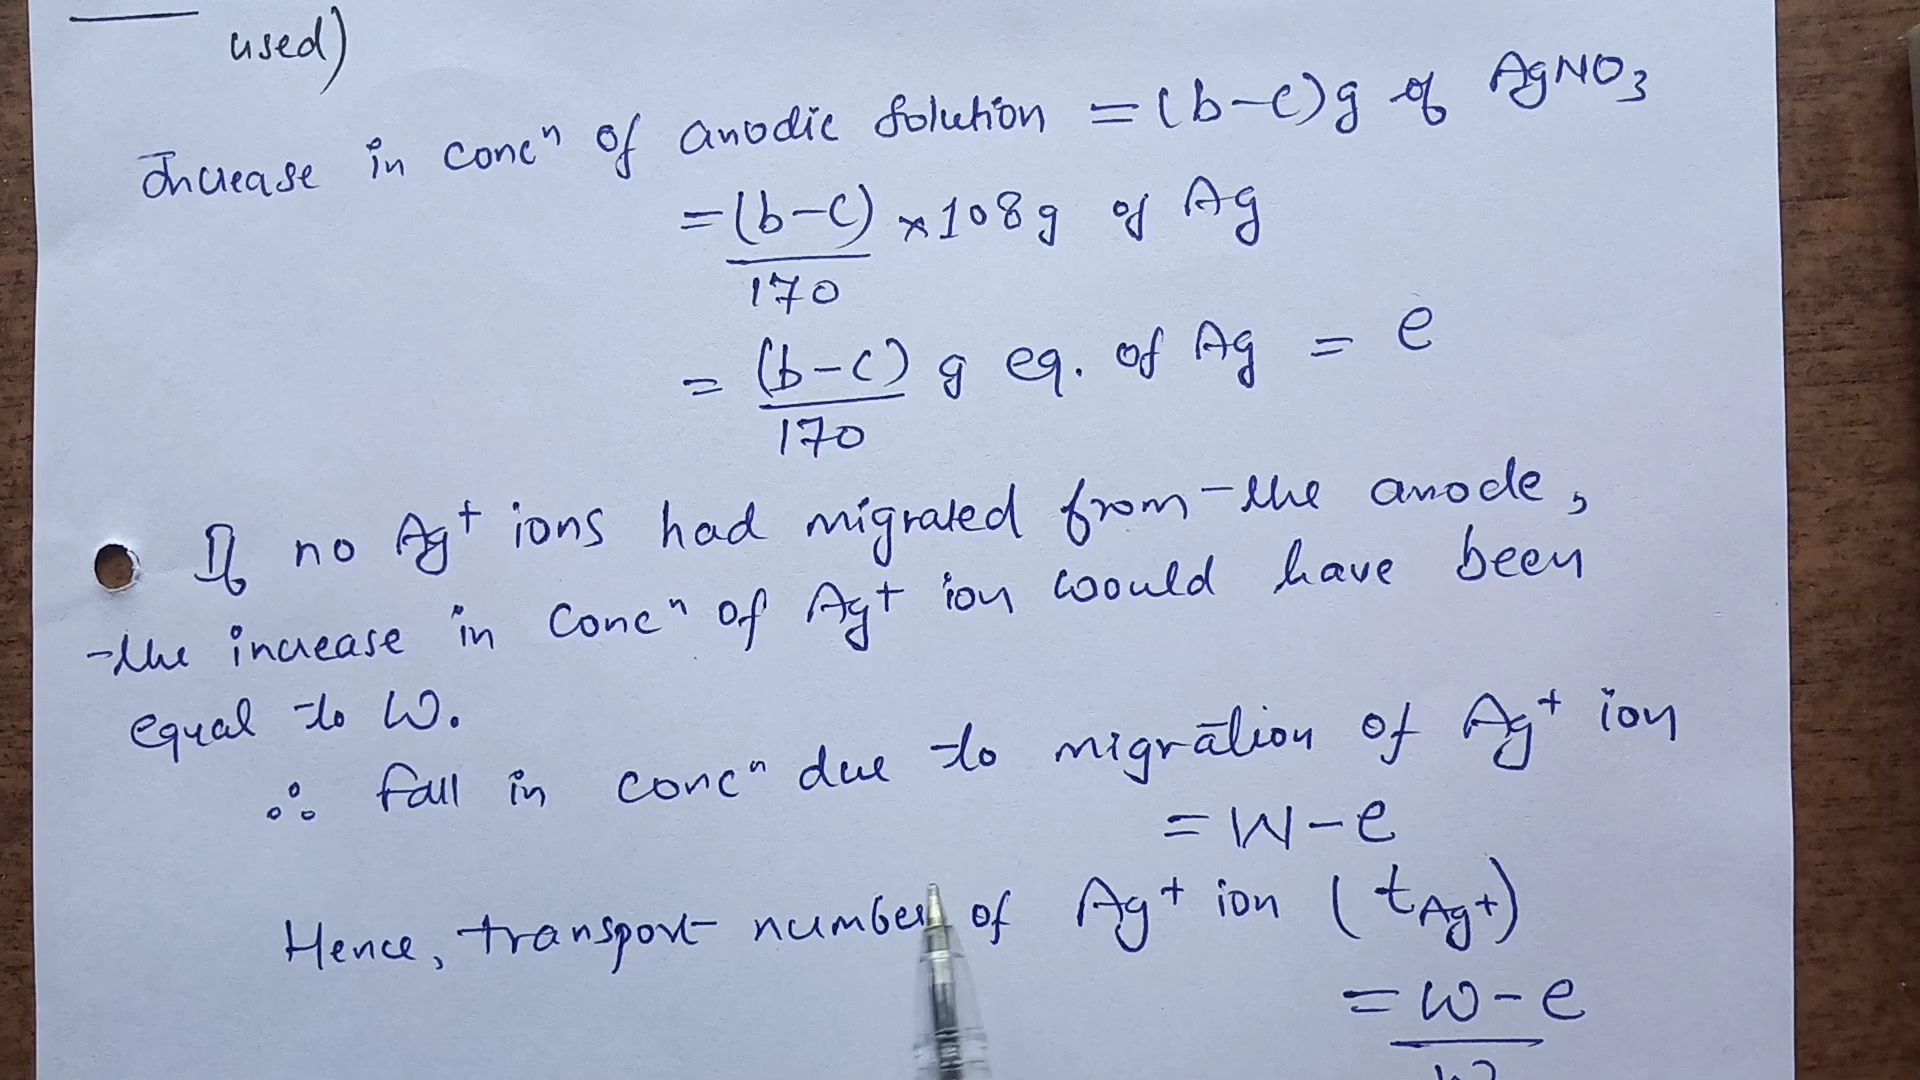 used)
Increase in concⁿ of anodic solution = (b-c)g of AgNO3
= (b-c)/170 ×108g of Ag
= (b-c)/170 g eq. of Ag = e
If no Ag+ ions had migrated from the anode,
the increase in concⁿ of Ag+ ion would have been
equal to W.
∴ fall in concⁿ due to migration of Ag+ ion
= W-e
Hence, transport number of Ag+ ion (tAg+)
= W-e/W